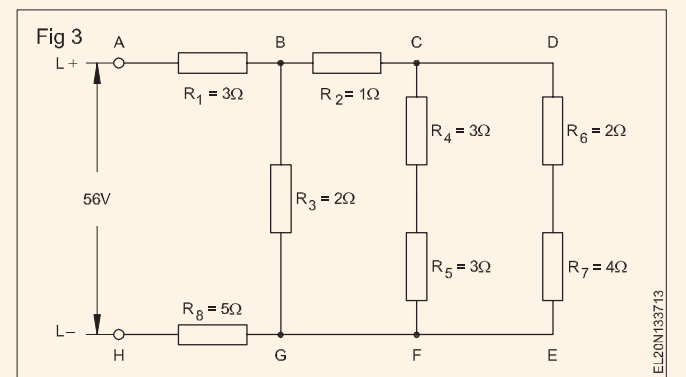 Fig 3
A B C D
L+
R1 = 3Ω R2 = 1Ω
R4 = 3Ω R6 = 2Ω
56V
R3 = 2Ω
R5 = 3Ω R7 = 4Ω
R8 = 5Ω
L–
H G F E
EL20N133713